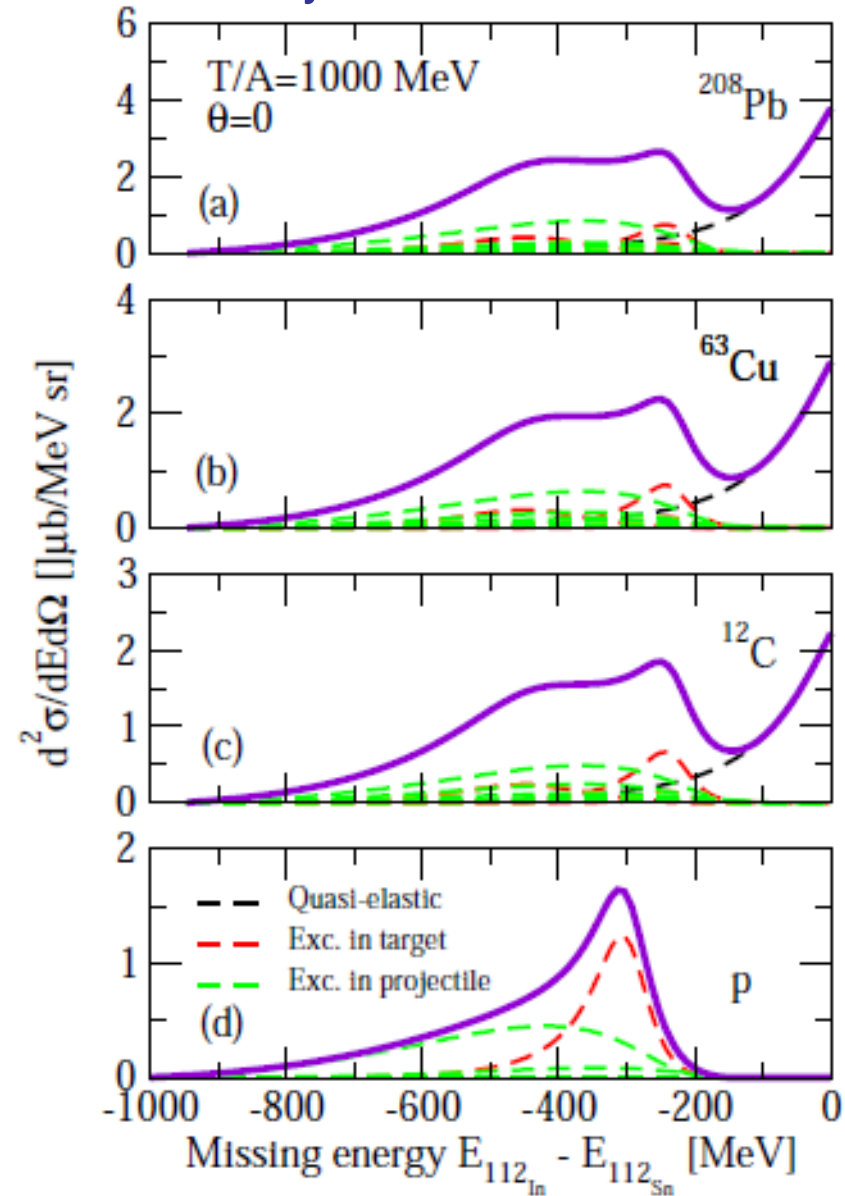 6
T/A=1000 MeV
θ=0
208Pb
4
2
(a)
0
4
63Cu
2
(b)
0
3
12C
2
1
(c)
0
2
Quasi-elastic
Exc. in target
1
Exc. in projectile
p
(d)
0
-1000 -800 -600 -400 -200 0
Missing energy E112In - E112Sn [MeV]
d2σ/dEdΩ []μb/MeV sr]